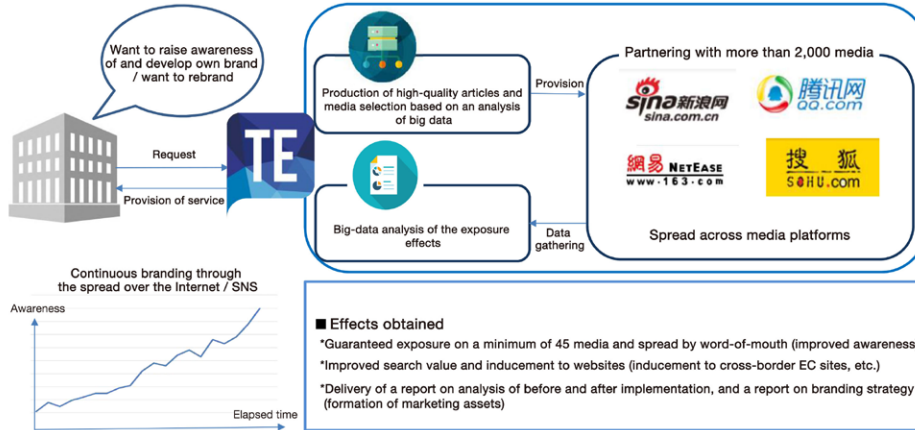 Want to raise awareness
of and develop own brand
/ want to rebrand
Request
Provision of service
TE
Production of high-quality articles and
media selection based on an analysis
of big data
Provision
Big-data analysis of the exposure
effects
Data
gathering
Partnering with more than 2,000 media
sina新浪网
sina.com.cn
腾讯网
QQ.com
網易 NETEASE
www.163.com
搜狐
SOHU.com
Spread across media platforms
Continuous branding through
the spread over the Internet / SNS
Awareness
Elapsed time
■ Effects obtained
*Guaranteed exposure on a minimum of 45 media and spread by word-of-mouth (improved awareness
*Improved search value and inducement to websites (inducement to cross-border EC sites, etc.)
*Delivery of a report on analysis of before and after implementation, and a report on branding strategy
(formation of marketing assets)